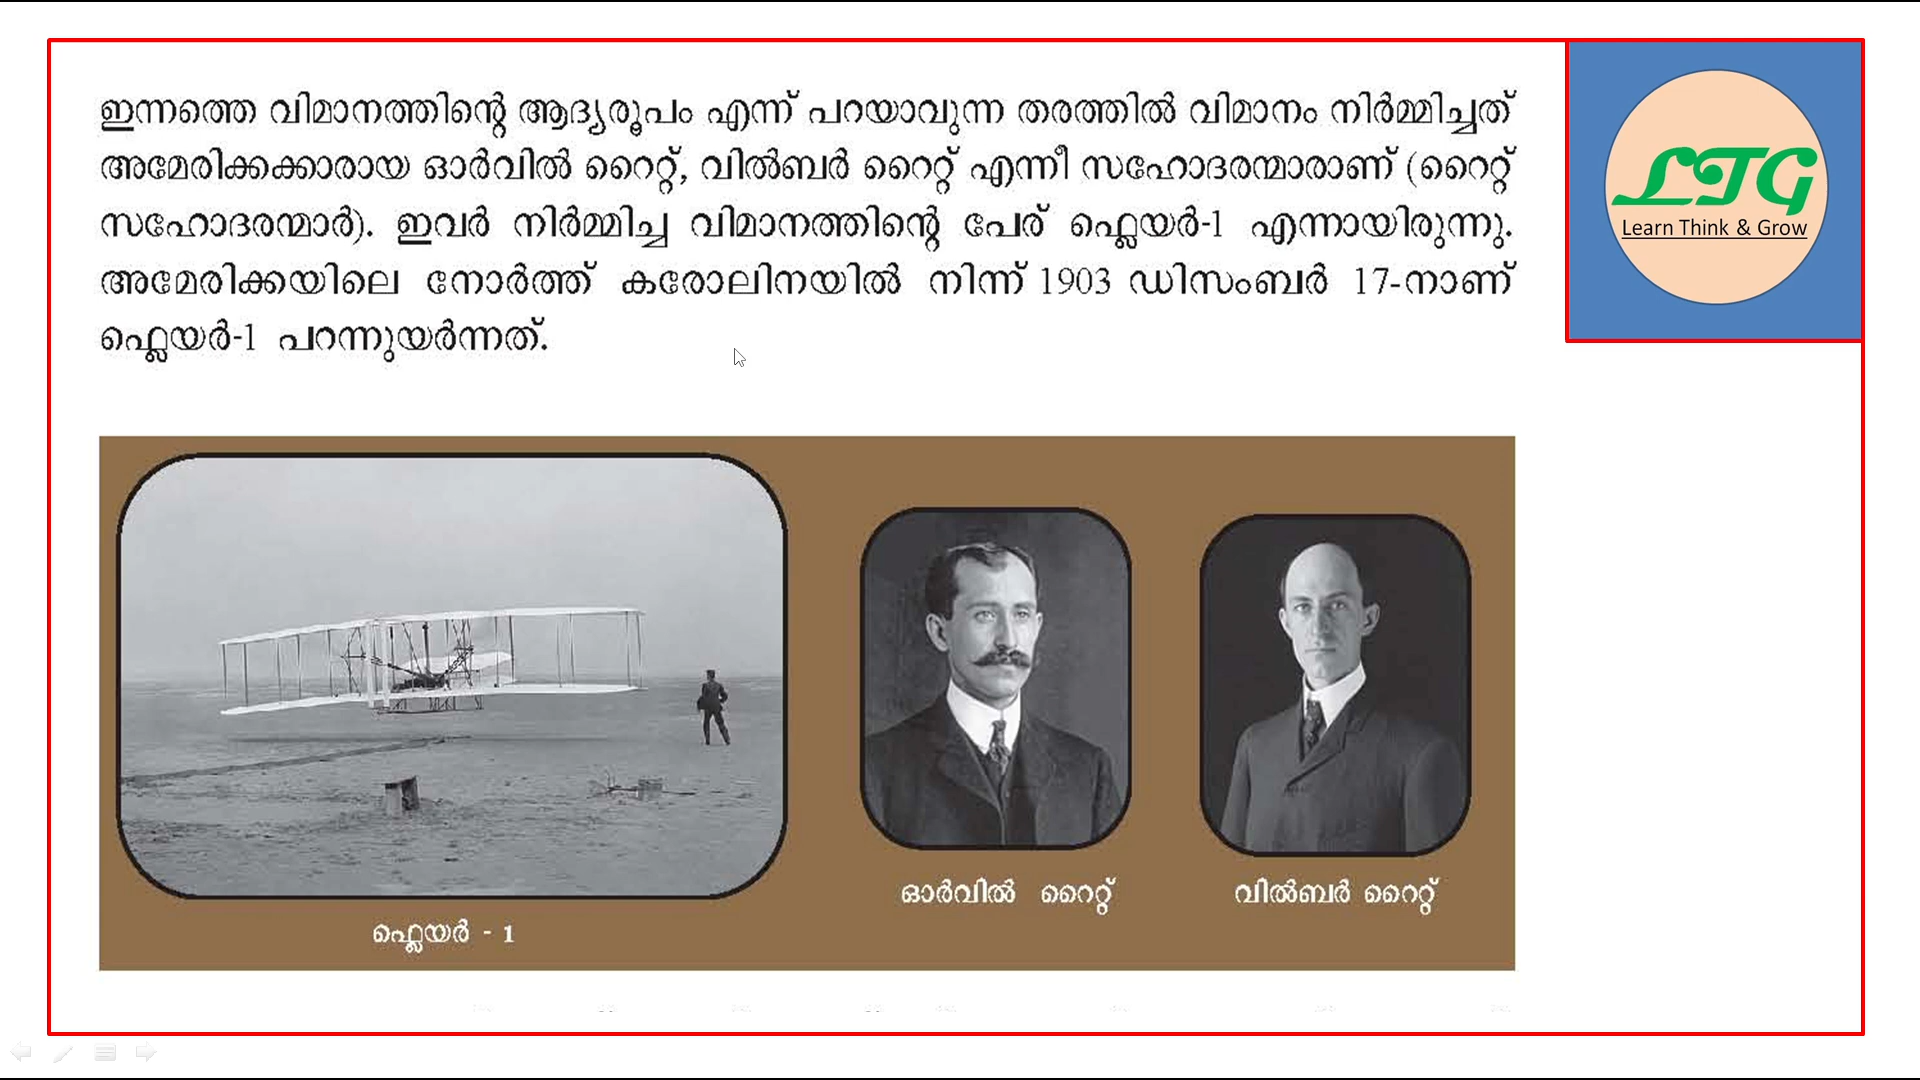 ഇന്നത്തെ വിമാനത്തിന്റെ ആദ്യരൂപം എന്ന് പറയാവുന്ന തരത്തിൽ വിമാനം നിർമ്മിച്ചത്
അമേരിക്കക്കാരായ ഓർവിൽ റൈറ്റ്, വിൽബർ റൈറ്റ് എന്നീ സഹോദരന്മാരാണ് (റൈറ്റ്
സഹോദരന്മാർ). ഇവർ നിർമ്മിച്ച വിമാനത്തിന്റെ പേര് ഫ്ലെയർ-1 എന്നായിരുന്നു.
അമേരിക്കയിലെ നോർത്ത് കരോലിനയിൽ നിന്ന് 1903 ഡിസംബർ 17-നാണ്
ഫ്ലെയർ-1 പറന്നുയർന്നത്.
LTG
Learn Think & Grow
ഫ്ലെയർ - 1
ഓർവിൽ റൈറ്റ്
വിൽബർ റൈറ്റ്